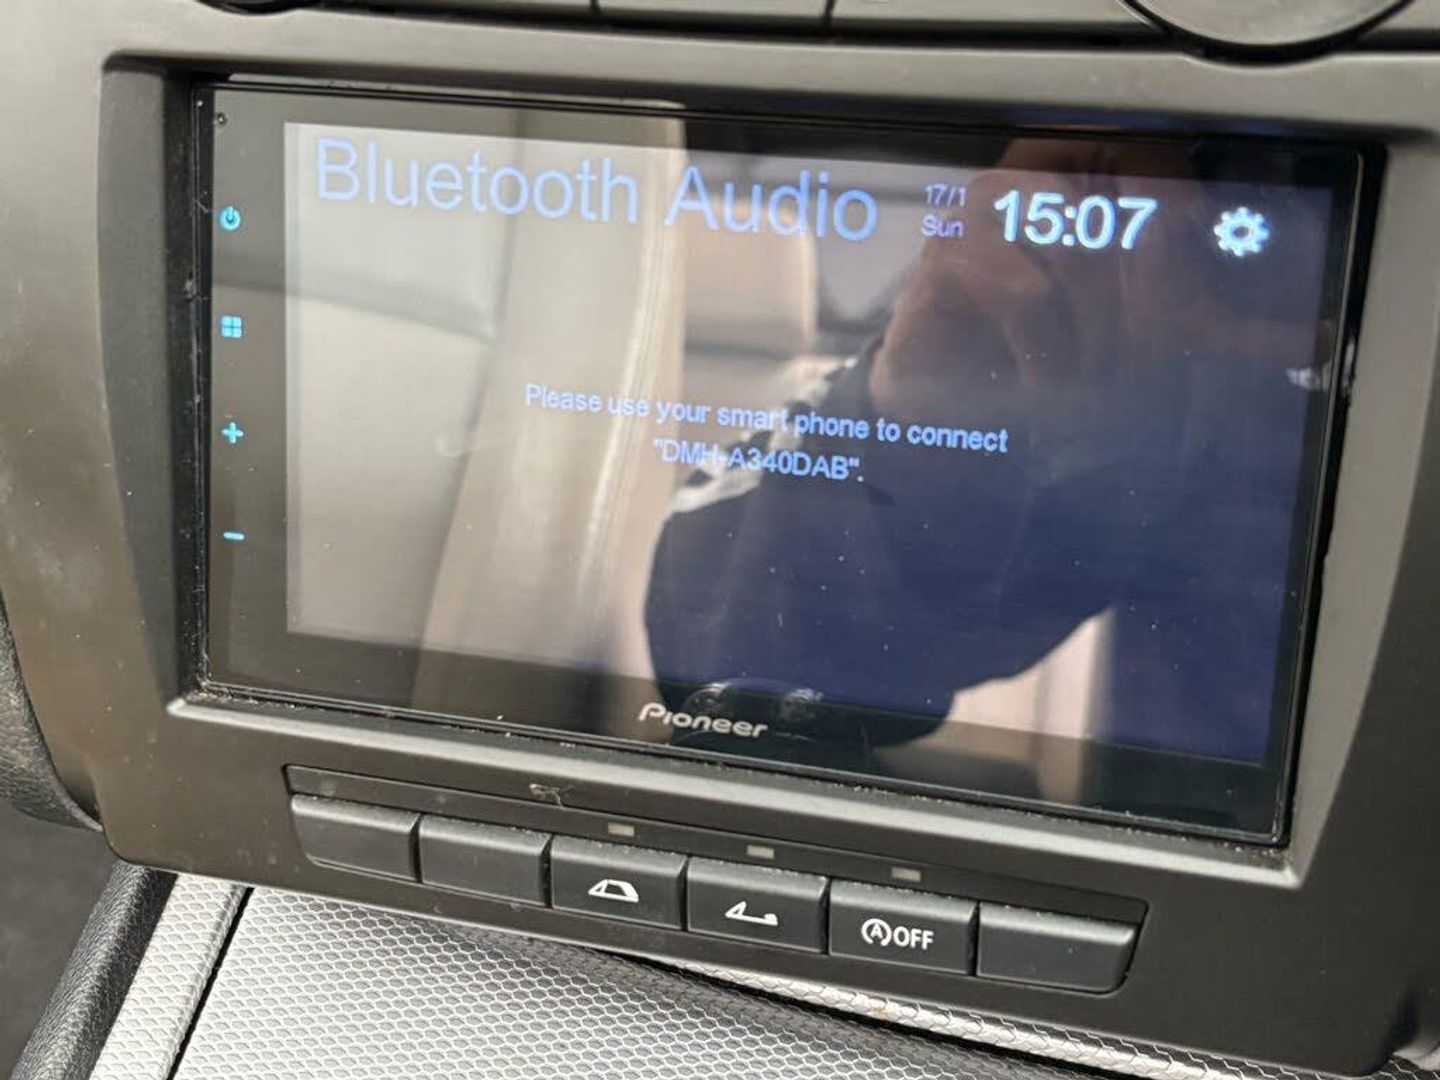 Bluetooth Audio
17/1
Sun
15:07
Please use your smart phone to connect
"DMH-A340DAB".
Pioneer
A OFF